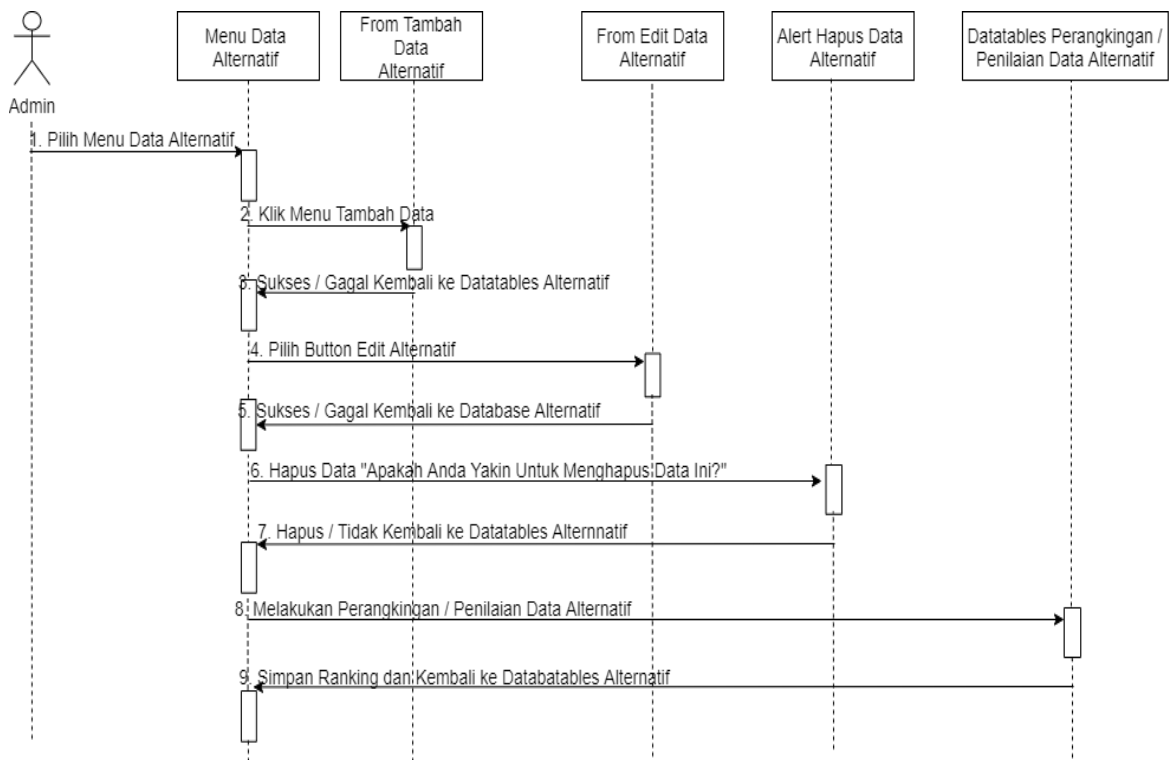 Menu Data
Alternatif
From Tambah
Data
Alternatif
From Edit Data
Alternatif
Alert Hapus Data
Alternatif
Datatables Perangkingan /
Penilaian Data Alternatif
Admin
1. Pilih Menu Data Alternatif
2. Klik Menu Tambah Data
3. Sukses / Gagal Kembali ke Datatables Alternatif
4. Pilih Button Edit Alternatif
5. Sukses / Gagal Kembali ke Database Alternatif
6. Hapus Data "Apakah Anda Yakin Untuk Menghapus Data Ini?"
7. Hapus / Tidak Kembali ke Datatables Alternnatif
8. Melakukan Perangkingan / Penilaian Data Alternatif
9. Simpan Ranking dan Kembali ke Databatables Alternatif